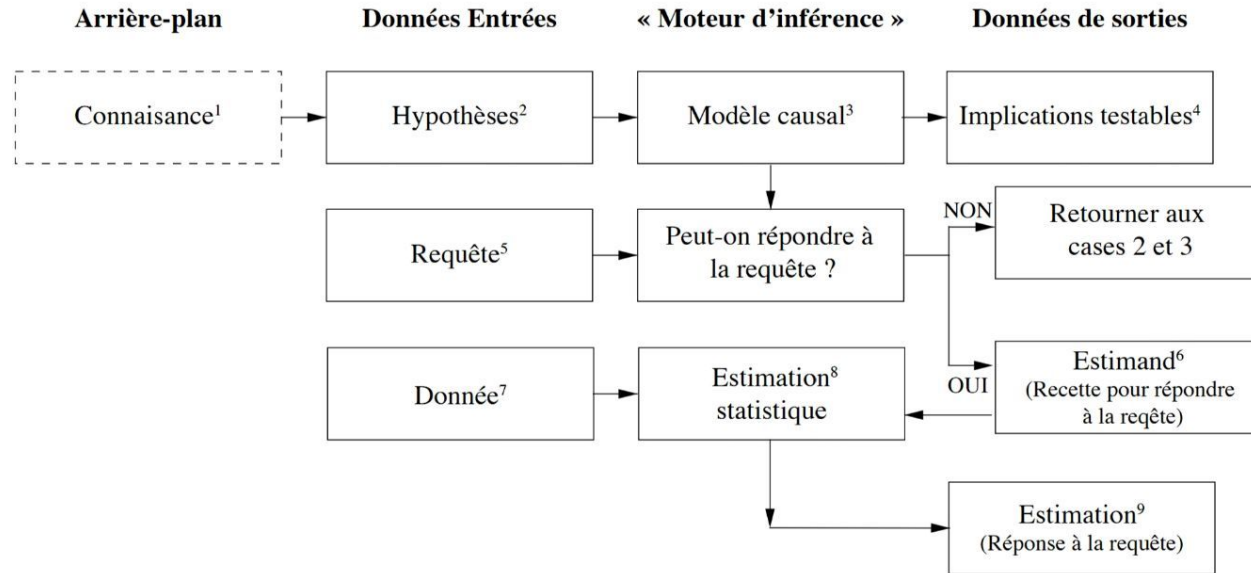 Arrière-plan
Données Entrées
« Moteur d’inférence »
Données de sorties
Connaisance¹
Hypothèses²
Modèle causal³
Implications testables⁴
Requête⁵
Peut-on répondre à
la requête ?
NON
Retourner aux
cases 2 et 3
Donnée⁷
Estimation⁸
statistique
OUI
Estimand⁶
(Recette pour répondre
à la reqête)
Estimation⁹
(Réponse à la requête)